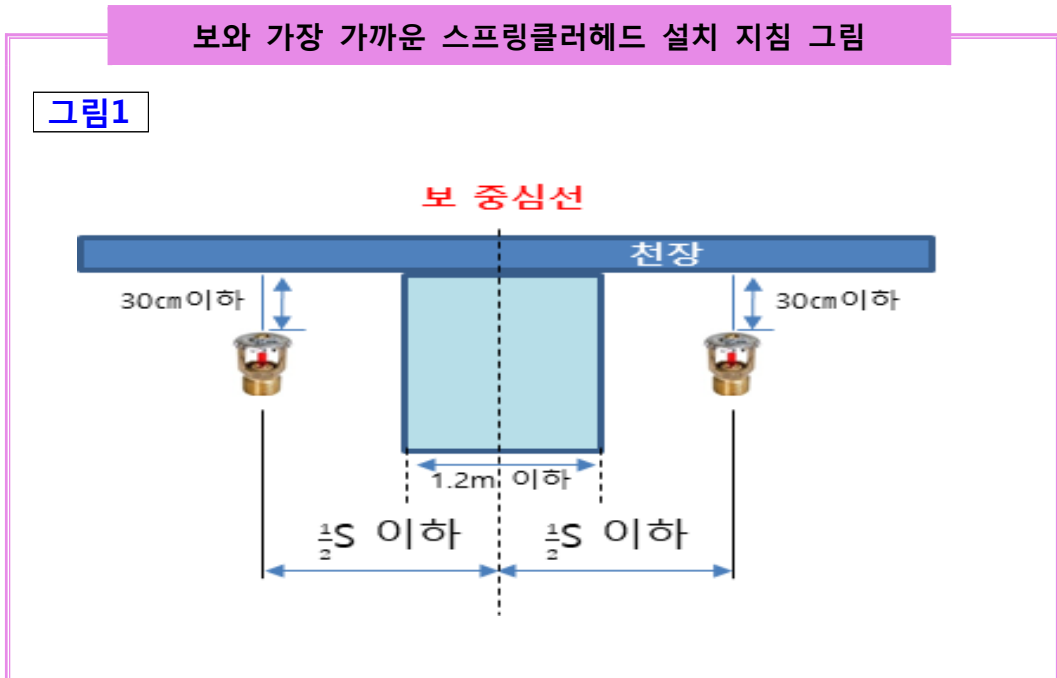 보와 가장 가까운 스프링클러헤드 설치 지침 그림
그림1
보 중심선
천장
30㎝이하
30㎝이하
1.2m 이하
½S 이하
½S 이하